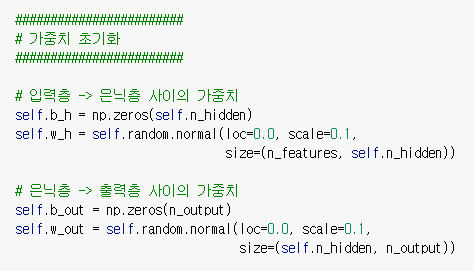 ########################
# 가중치 초기화
########################
# 입력층 -> 은닉층 사이의 가중치
self.b_h = np.zeros(self.n_hidden)
self.w_h = self.random.normal(loc=0.0, scale=0.1,
size=(n_features, self.n_hidden))
# 은닉층 -> 출력층 사이의 가중치
self.b_out = np.zeros(n_output)
self.w_out = self.random.normal(loc=0.0, scale=0.1,
size=(self.n_hidden, n_output))